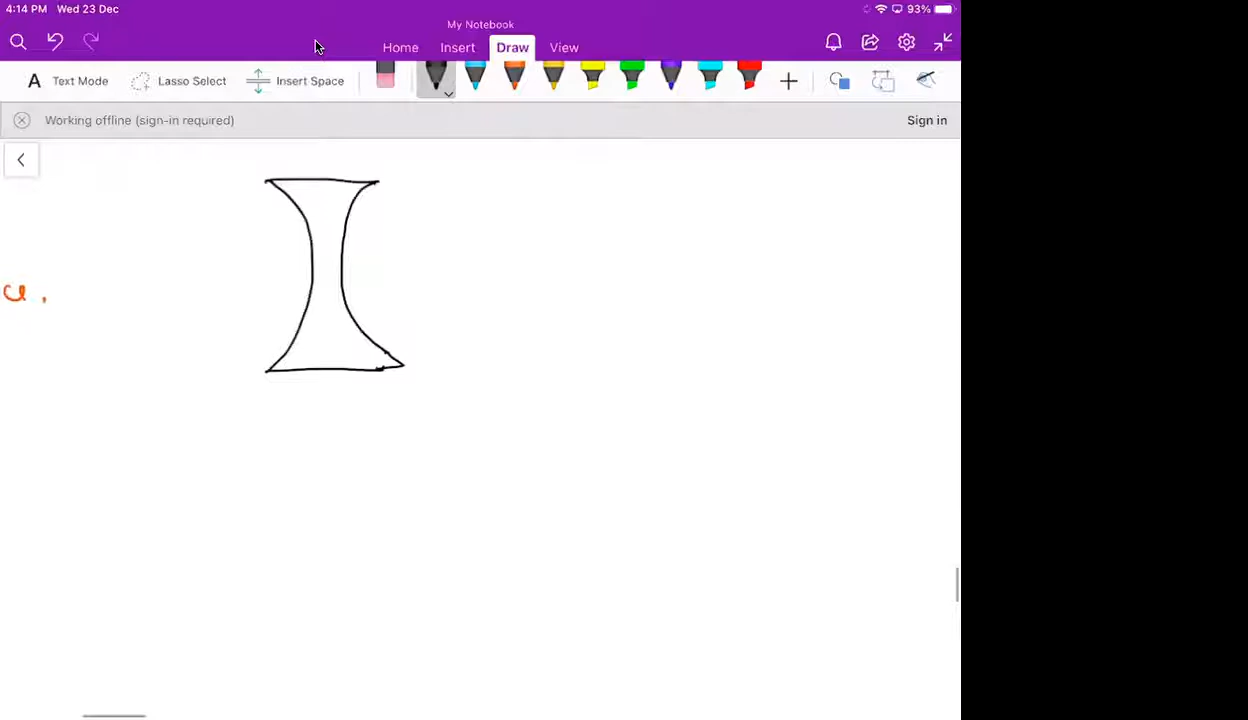 4:14 PM Wed 23 Dec
93%
My Notebook
Home Insert Draw View
A Text Mode Lasso Select Insert Space
Working offline (sign-in required) Sign in